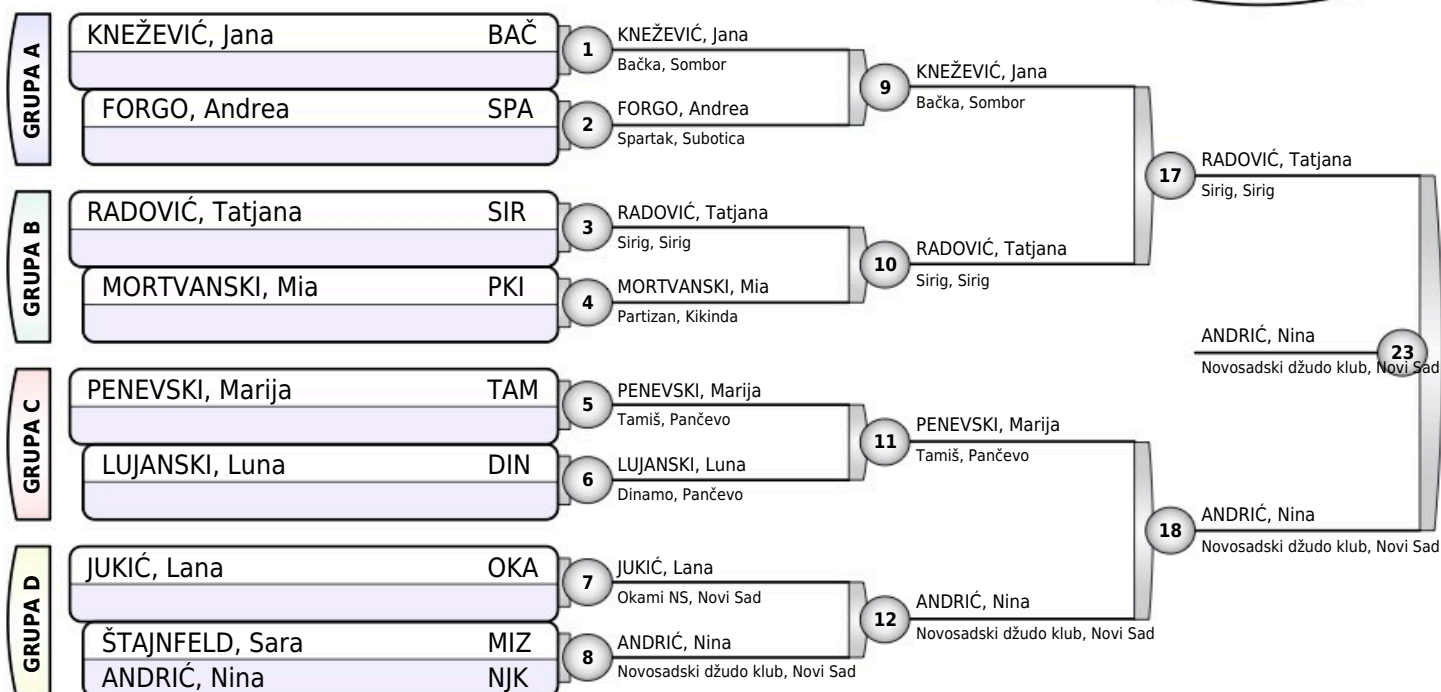 GRUPA A
KNEŽEVIĆ, Jana BAČ
FORGO, Andrea SPA
GRUPA B
RADOVIĆ, Tatjana SIR
MORTVANSKI, Mia PKI
GRUPA C
PENEVSKI, Marija TAM
LUJANSKI, Luna DIN
GRUPA D
JUKIĆ, Lana OKA
ŠTAJNFELD, Sara MIZ
ANDRIĆ, Nina NJK
1
KNEŽEVIĆ, Jana
Bačka, Sombor
2
FORGO, Andrea
Spartak, Subotica
3
RADOVIĆ, Tatjana
Sirig, Sirig
4
MORTVANSKI, Mia
Partizan, Kikinda
5
PENEVSKI, Marija
Tamiš, Pančevo
6
LUJANSKI, Luna
Dinamo, Pančevo
7
JUKIĆ, Lana
Okami NS, Novi Sad
8
ANDRIĆ, Nina
Novosadski džudo klub, Novi Sad
9
KNEŽEVIĆ, Jana
Bačka, Sombor
10
RADOVIĆ, Tatjana
Sirig, Sirig
11
PENEVSKI, Marija
Tamiš, Pančevo
12
ANDRIĆ, Nina
Novosadski džudo klub, Novi Sad
17
RADOVIĆ, Tatjana
Sirig, Sirig
18
ANDRIĆ, Nina
Novosadski džudo klub, Novi Sad
23
ANDRIĆ, Nina
Novosadski džudo klub, Novi Sad